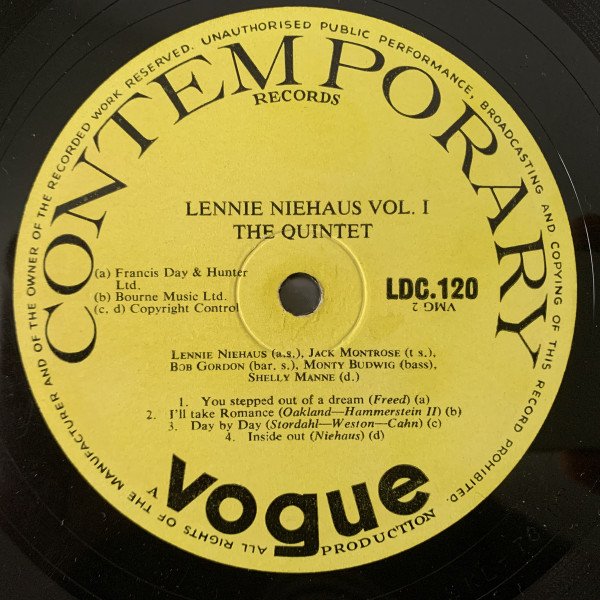 ALL RIGHTS OF THE MANUFACTURER AND OF THE OWNER OF THE RECORDED WORK RESERVED. UNAUTHORISED PUBLIC PERFORMANCE, BROADCASTING AND COPYING OF THIS RECORD PROHIBITED.
CONTEMPORARY
RECORDS
LENNIE NIEHAUS VOL. I
THE QUINTET
(a) Francis Day & Hunter
Ltd.
(b) Bourne Music Ltd.
(c. d) Copyright Control
LDC.120
VMG 2
LENNIE NIEHAUS (a.s.), JACK MONTROSE (t s.),
BOB GORDON (bar. s.), MONTY BUDWIG (bass),
SHELLY MANNE (d.)
1. You stepped out of a dream (Freed) (a)
2. I'll take Romance (Oakland—Hammerstein II) (b)
3. Day by Day (Stordahl—Weston—Cahn) (c)
4. Inside out (Niehaus) (d)
A
vogue
PRODUCTION